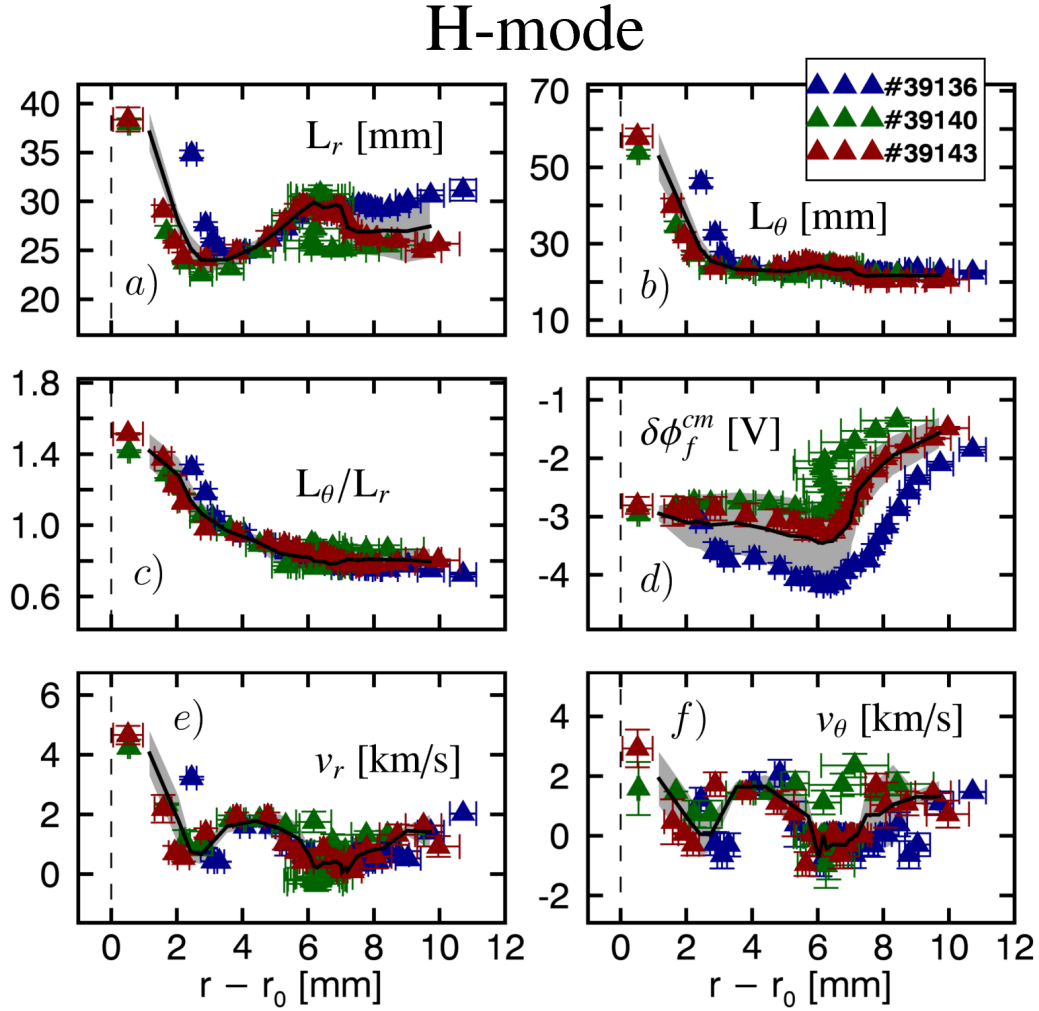 H-mode
#39136
#39140
#39143
40
35
30
25
20
L_r [mm]
a)
70
50
30
10
L_θ [mm]
b)
1.8
1.4
1.0
0.6
L_θ/L_r
c)
-1
-2
-3
-4
δϕ_f^{cm} [V]
d)
6
4
2
0
e)
v_r [km/s]
0 2 4 6 8 10 12
r − r_0 [mm]
4
2
0
-2
f)
v_θ [km/s]
0 2 4 6 8 10 12
r − r_0 [mm]